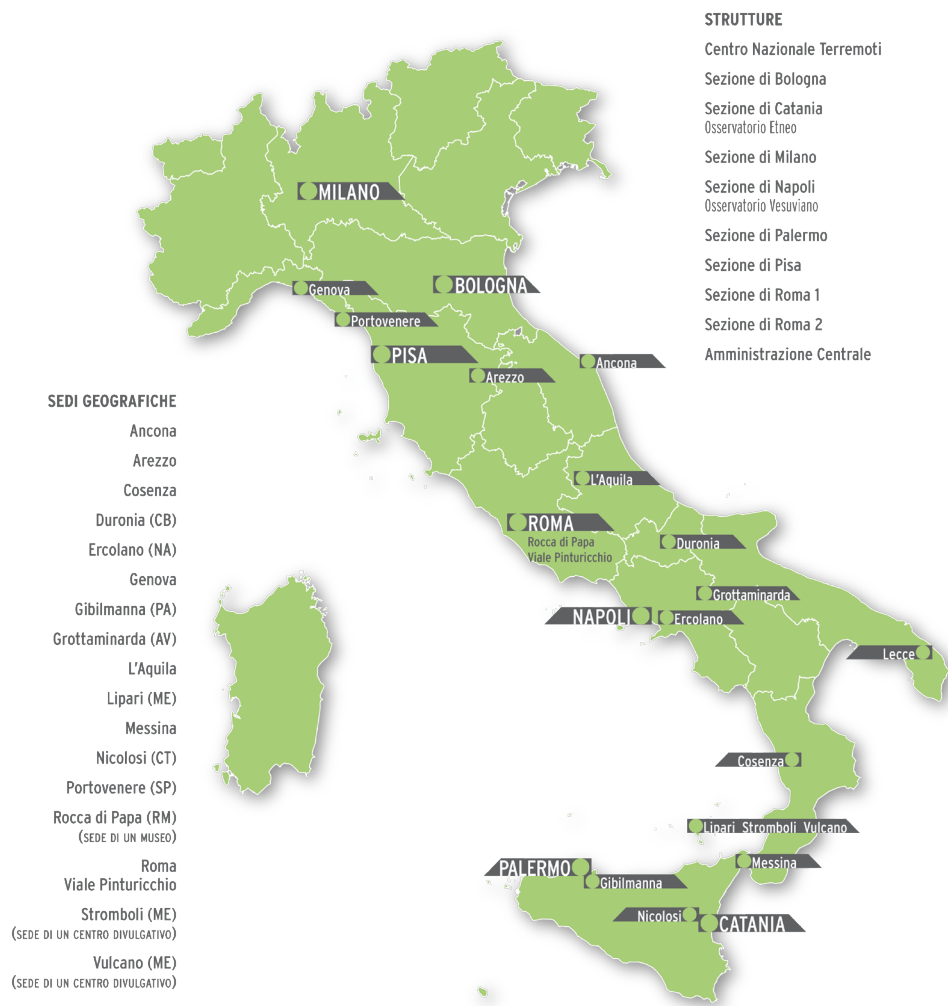 STRUTTURE
Centro Nazionale Terremoti
Sezione di Bologna
Sezione di Catania
Osservatorio Etneo
Sezione di Milano
Sezione di Napoli
Osservatorio Vesuviano
Sezione di Palermo
Sezione di Pisa
Sezione di Roma 1
Sezione di Roma 2
Amministrazione Centrale
MILANO
BOLOGNA
Genova
Portovenere
PISA
Arezzo
Ancona
L'Aquila
ROMA
Rocca di Papa
Viale Pinturicchio
Duronia
Grottaminarda
NAPOLI
Ercolano
Lecce
Cosenza
Lipari Stromboli Vulcano
Messina
PALERMO
Gibilmanna
Nicolosi
CATANIA
SEDI GEOGRAFICHE
Ancona
Arezzo
Cosenza
Duronia (CB)
Ercolano (NA)
Genova
Gibilmanna (PA)
Grottaminarda (AV)
L'Aquila
Lipari (ME)
Messina
Nicolosi (CT)
Portovenere (SP)
Rocca di Papa (RM)
(SEDE DI UN MUSEO)
Roma
Viale Pinturicchio
Stromboli (ME)
(SEDE DI UN CENTRO DIVULGATIVO)
Vulcano (ME)
(SEDE DI UN CENTRO DIVULGATIVO)